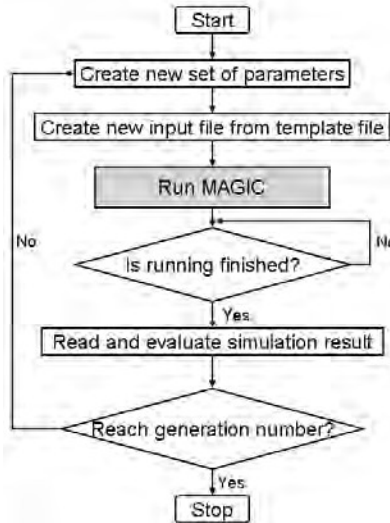 Start
Create new set of parameters
Create new input file from template file
Run MAGIC
No
Is running finished?
No
Yes
Read and evaluate simulation result
Reach generation number?
Yes
Stop